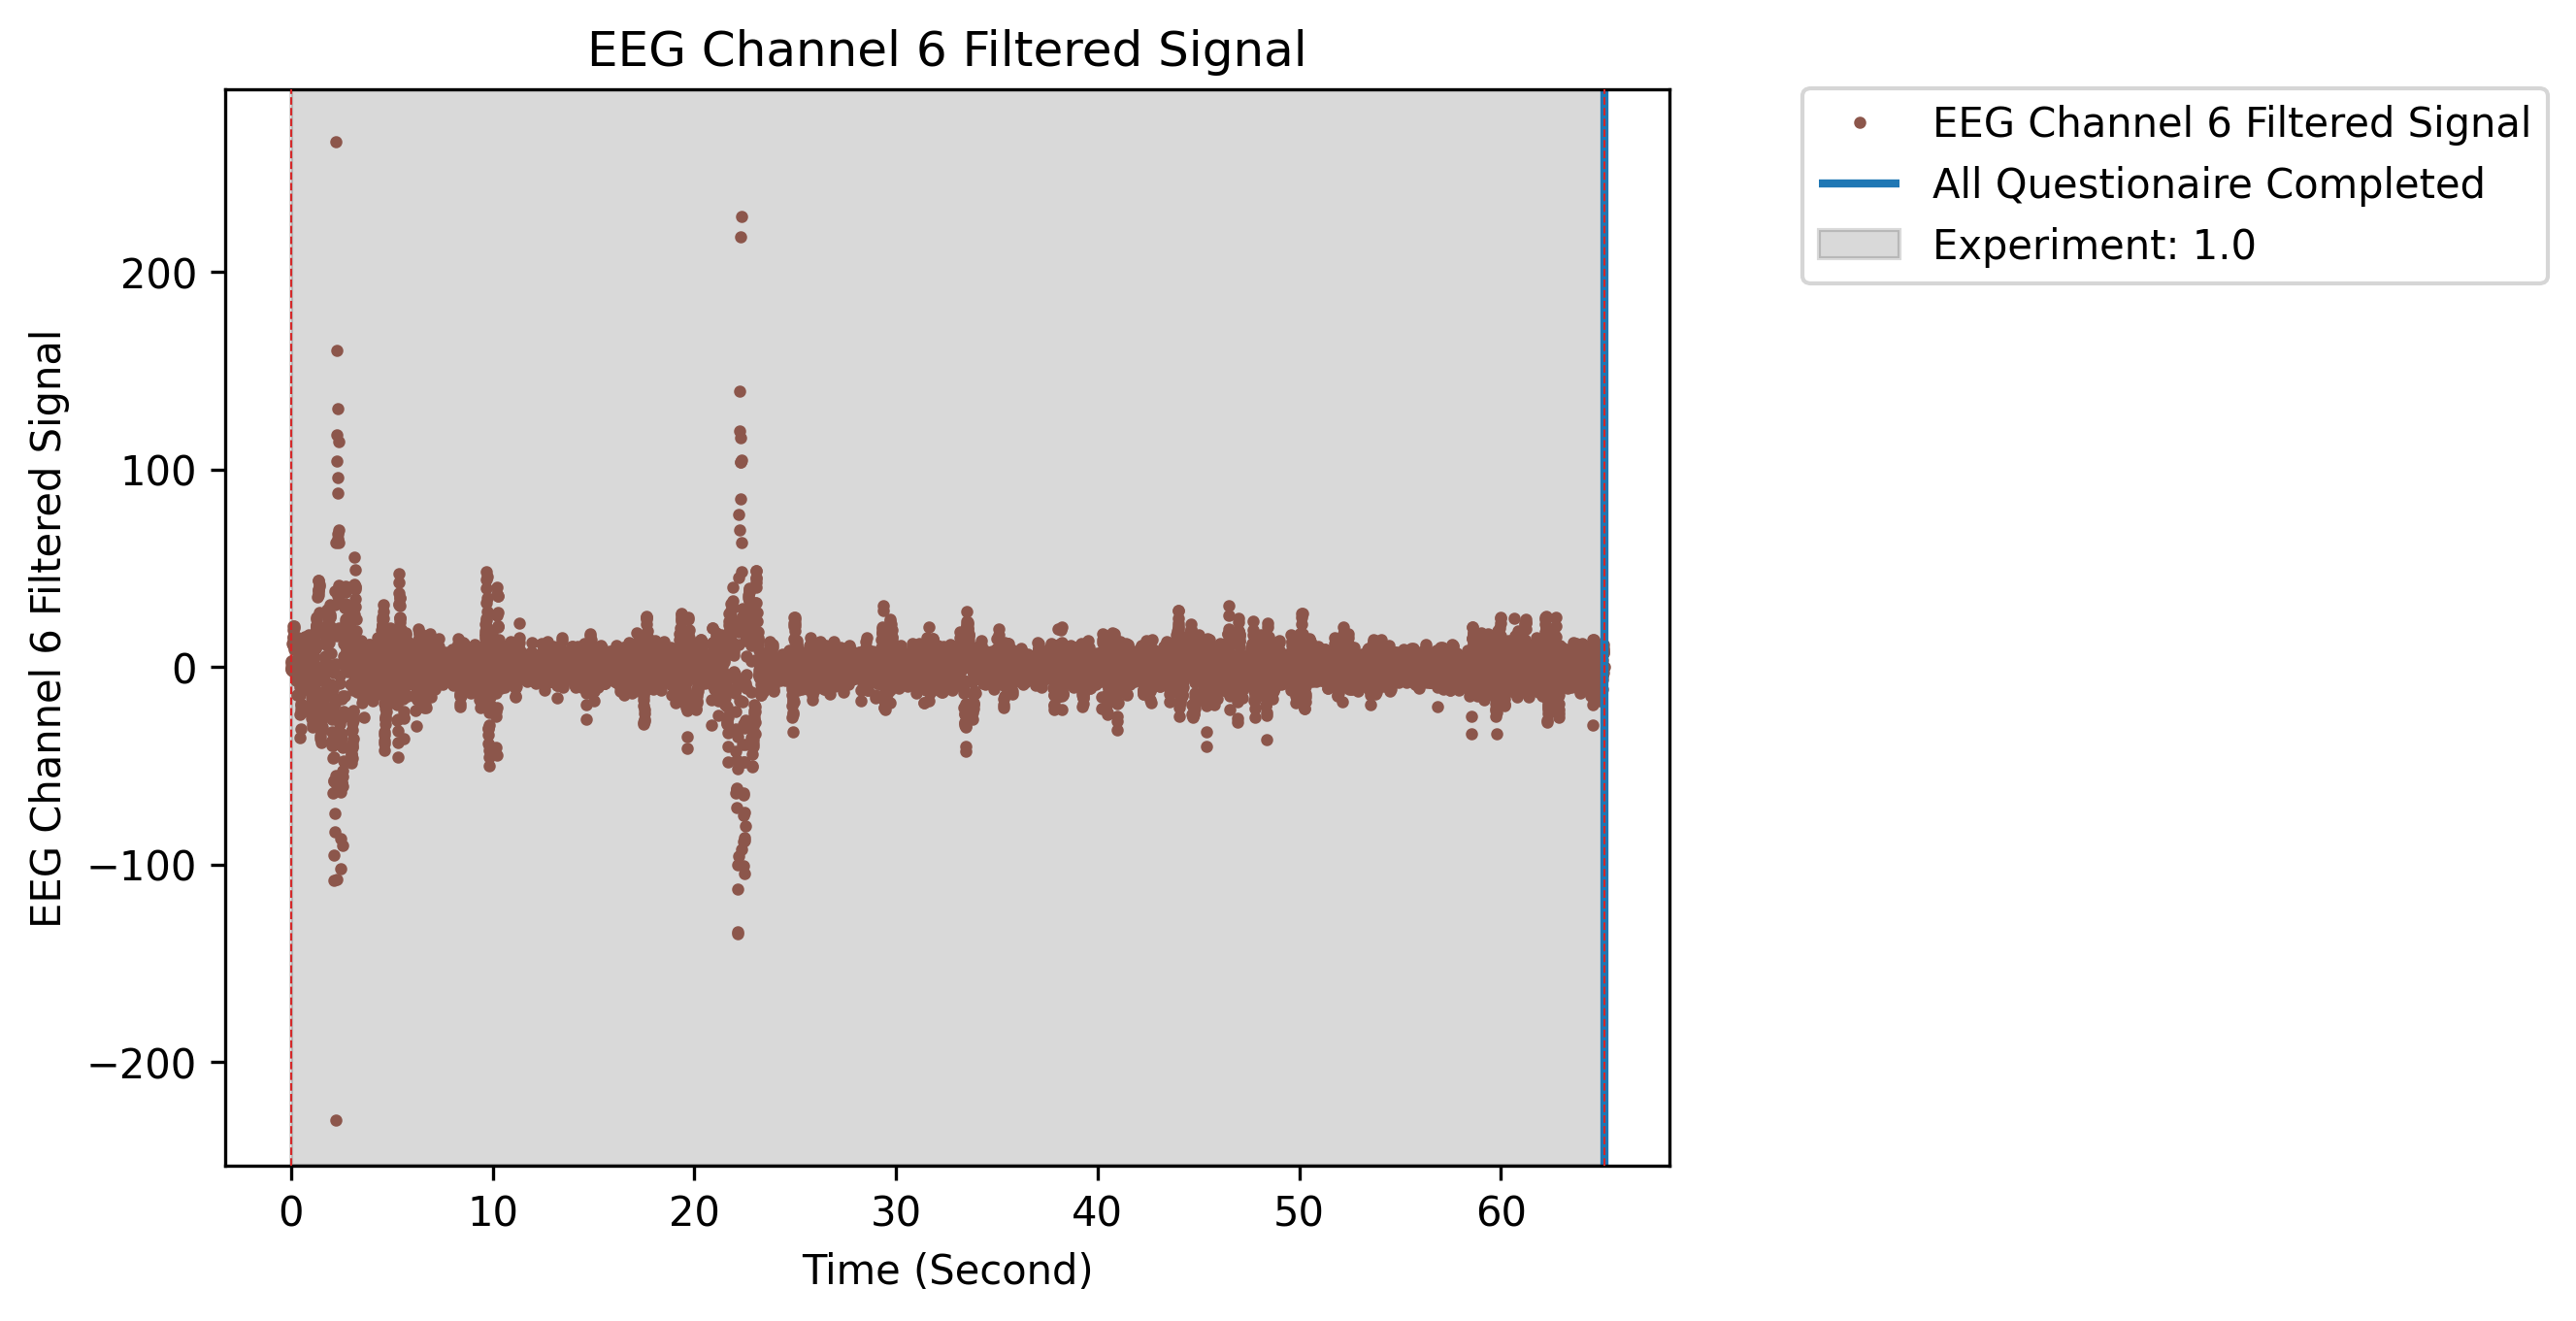 EEG Channel 6 Filtered Signal
EEG Channel 6 Filtered Signal
All Questionaire Completed
Experiment: 1.0
EEG Channel 6 Filtered Signal
200
100
0
−100
−200
0 10 20 30 40 50 60
Time (Second)